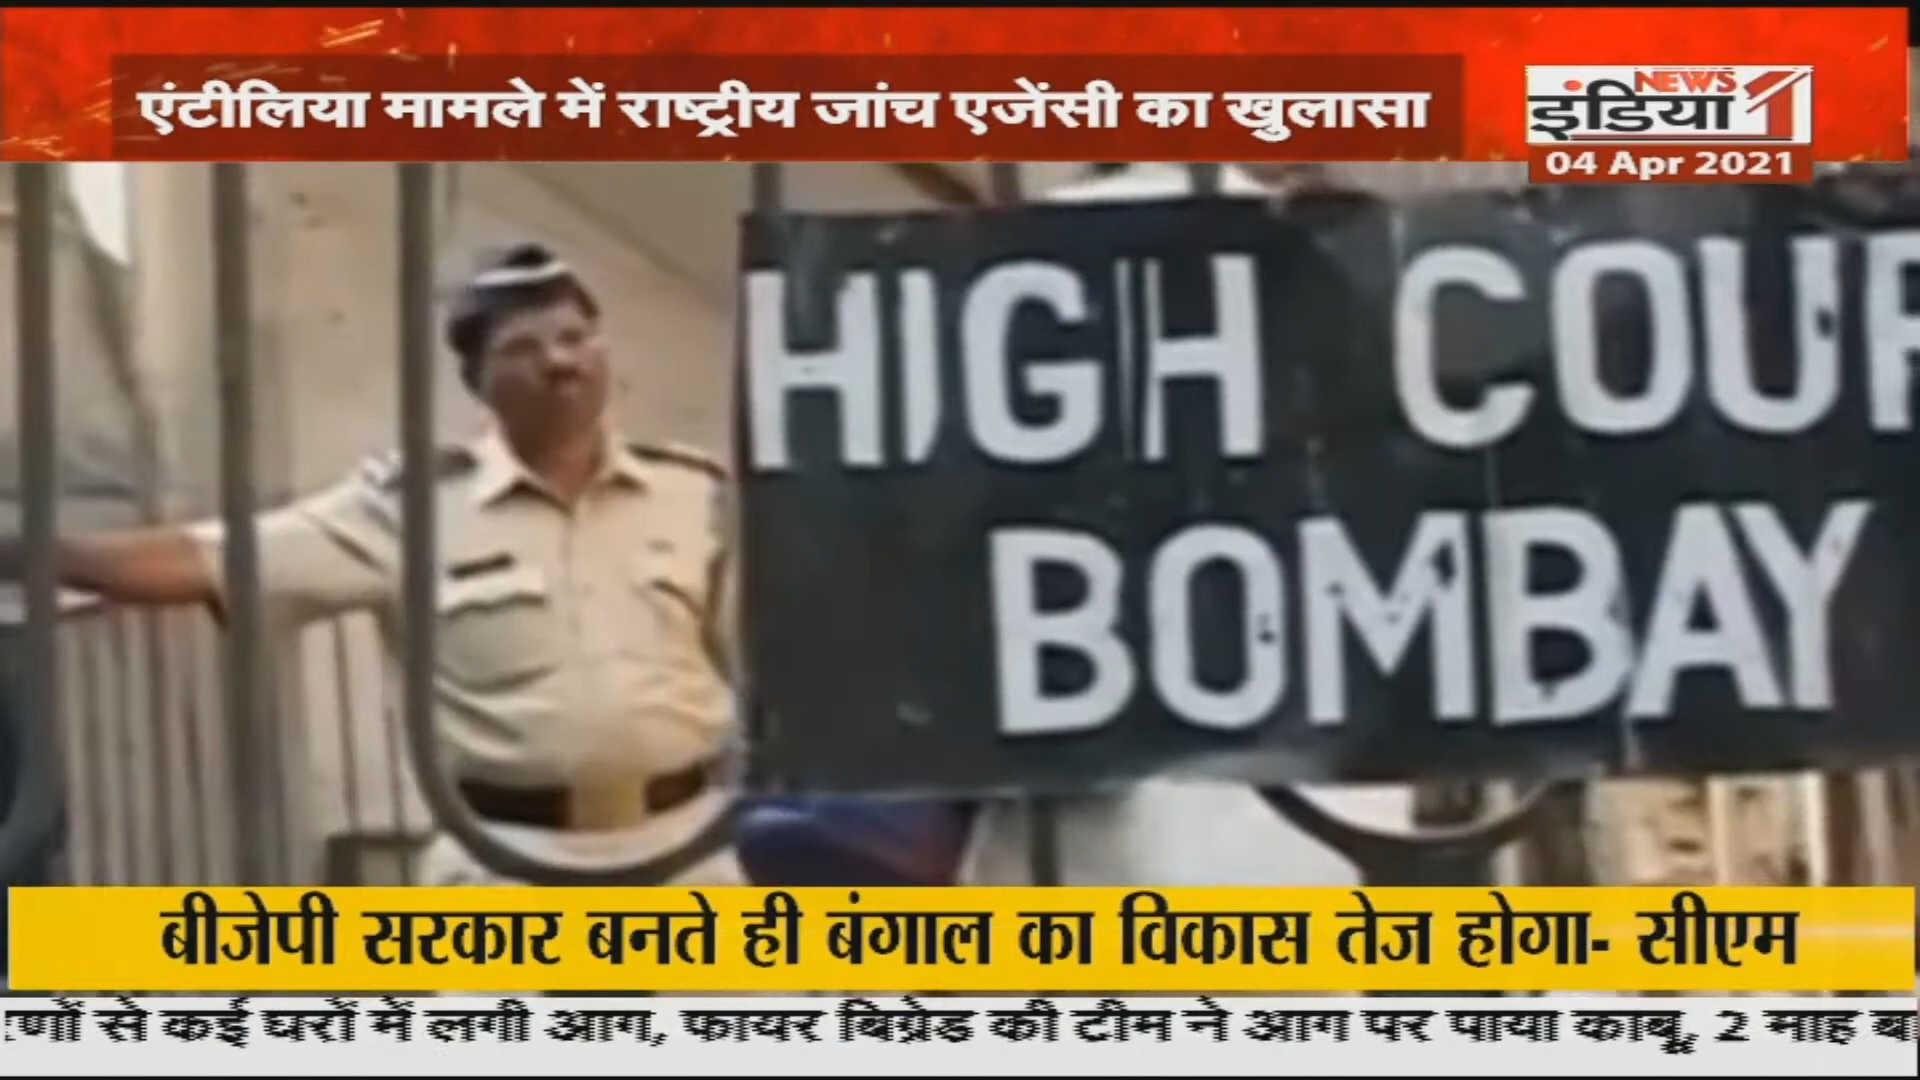 एंटीलिया मामले में राष्ट्रीय जांच एजेंसी का खुलासा
NEWS
इंडिया 1
04 Apr 2021
HIGH COUR
BOMBAY
बीजेपी सरकार बनते ही बंगाल का विकास तेज होगा- सीएम
से कई घरों में लगी आग, फायर बिग्रेड की टीम ने आग पर पाया काबू, 2 माह